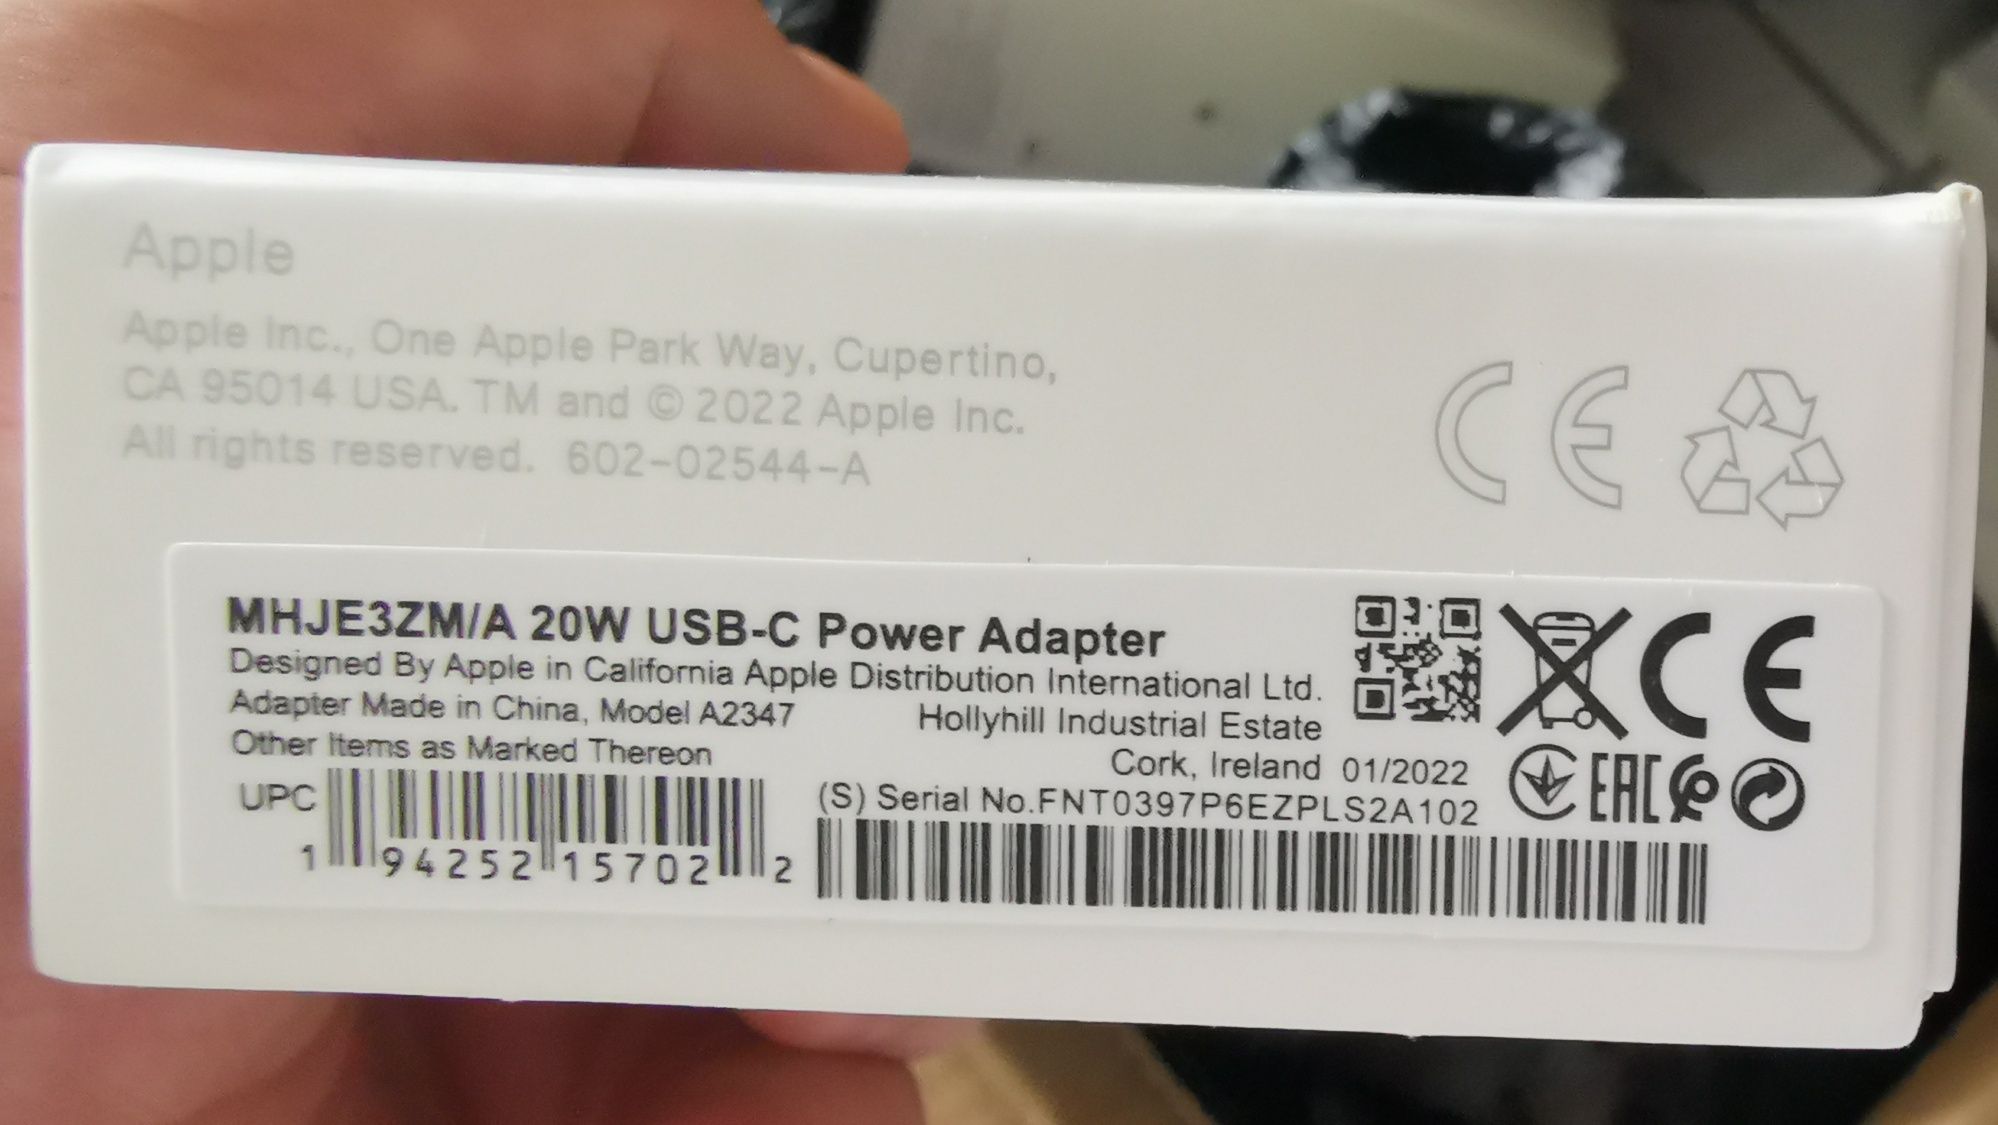 Apple
Apple Inc., One Apple Park Way, Cupertino,
CA 95014 USA. TM and © 2022 Apple Inc.
All rights reserved. 602-02544-A
CE
MHJE3ZM/A 20W USB-C Power Adapter
Designed By Apple in California Apple Distribution International Ltd.
Adapter Made in China, Model A2347 Hollyhill Industrial Estate
Other Items as Marked Thereon Cork, Ireland 01/2022
CE
EAC
UPC
1 94252 15702 2
(S) Serial No.FNT0397P6EZPLS2A102